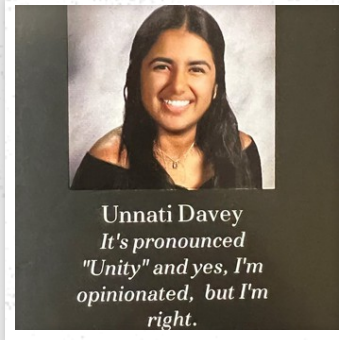 Unnati Davey
It's pronounced
"Unity" and yes, I'm
opinionated, but I'm
right.